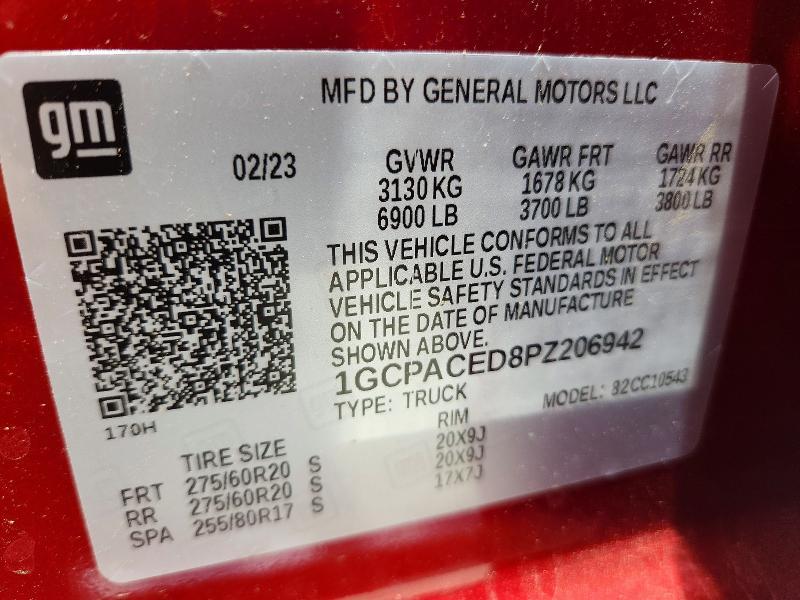 gm
MFD BY GENERAL MOTORS LLC
02/23
GVWR GAWR FRT GAWR RR
3130 KG 1678 KG 1724 KG
6900 LB 3700 LB 3800 LB
THIS VEHICLE CONFORMS TO ALL
APPLICABLE U.S. FEDERAL MOTOR
VEHICLE SAFETY STANDARDS IN EFFECT
ON THE DATE OF MANUFACTURE
SHOWN ABOVE.
1GCPACED8PZ206942
TYPE: TRUCK MODEL: 82CC10543
170H
TIRE SIZE RIM
FRT 275/60R20 S 20X9J
RR 275/60R20 S 20X9J
SPA 255/80R17 S 17X7J